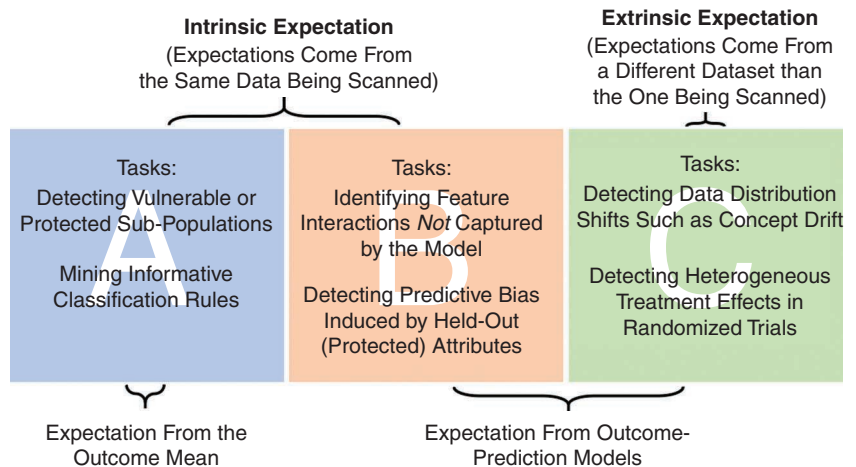 Intrinsic Expectation
(Expectations Come From
the Same Data Being Scanned)
Extrinsic Expectation
(Expectations Come From
a Different Dataset than
the One Being Scanned)
A
Tasks:
Detecting Vulnerable or
Protected Sub-Populations
Mining Informative
Classification Rules
B
Tasks:
Identifying Feature
Interactions Not Captured
by the Model
Detecting Predictive Bias
Induced by Held-Out
(Protected) Attributes
C
Tasks:
Detecting Data Distribution
Shifts Such as Concept Drift
Detecting Heterogeneous
Treatment Effects in
Randomized Trials
Expectation From the
Outcome Mean
Expectation From Outcome-
Prediction Models